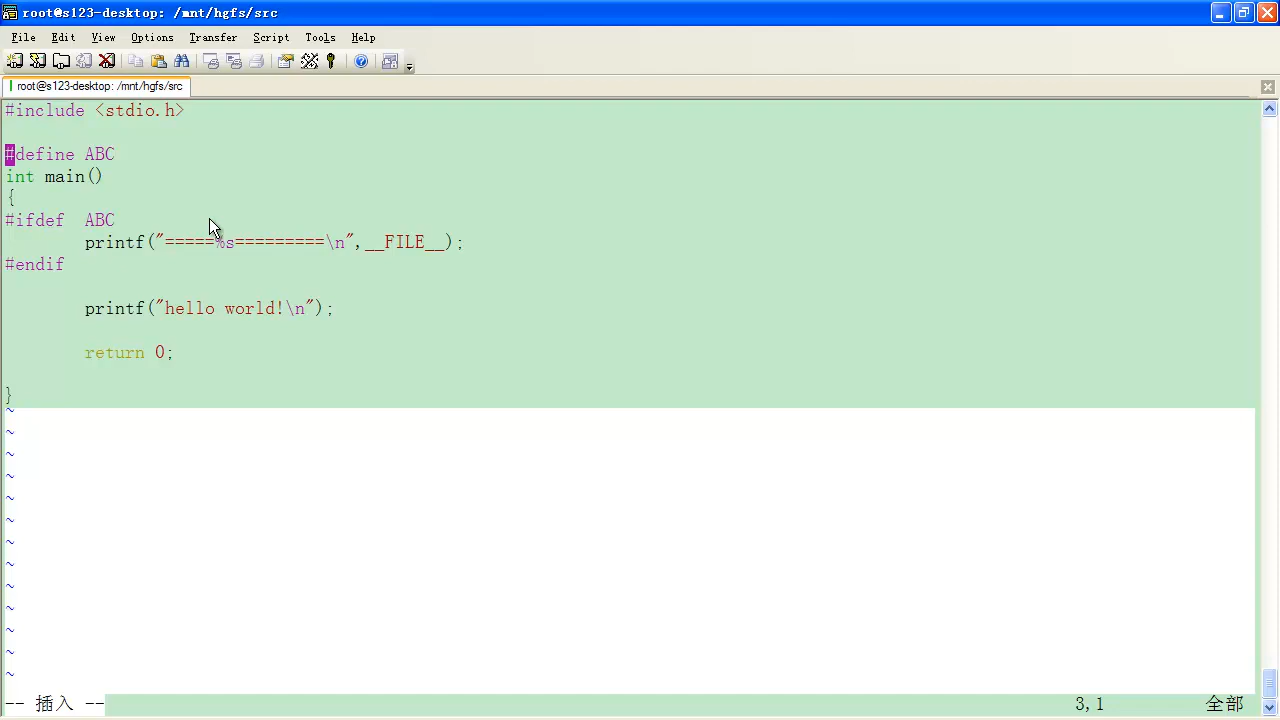 root@s123-desktop: /mnt/hgfs/src
File Edit View Options Transfer Script Tools Help
root@s123-desktop: /mnt/hgfs/src
#include <stdio.h>
#define ABC
int main()
{
#ifdef  ABC
        printf("=====%s=========\n",__FILE__);
#endif
        printf("hello world!\n");
        return 0;
}
~
~
~
~
~
~
~
~
~
~
~
~
~
-- 插入 -- 3,1 全部